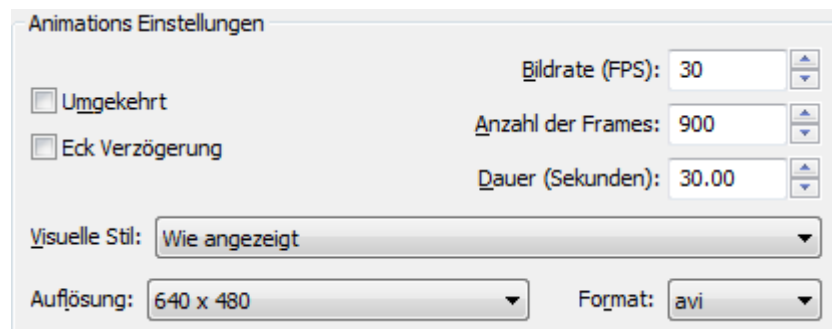 Animations Einstellungen
Bildrate (FPS): 30
Umgekehrt
Anzahl der Frames: 900
Eck Verzögerung
Dauer (Sekunden): 30.00
Visuelle Stil: Wie angezeigt
Auflösung: 640 x 480 Format: avi